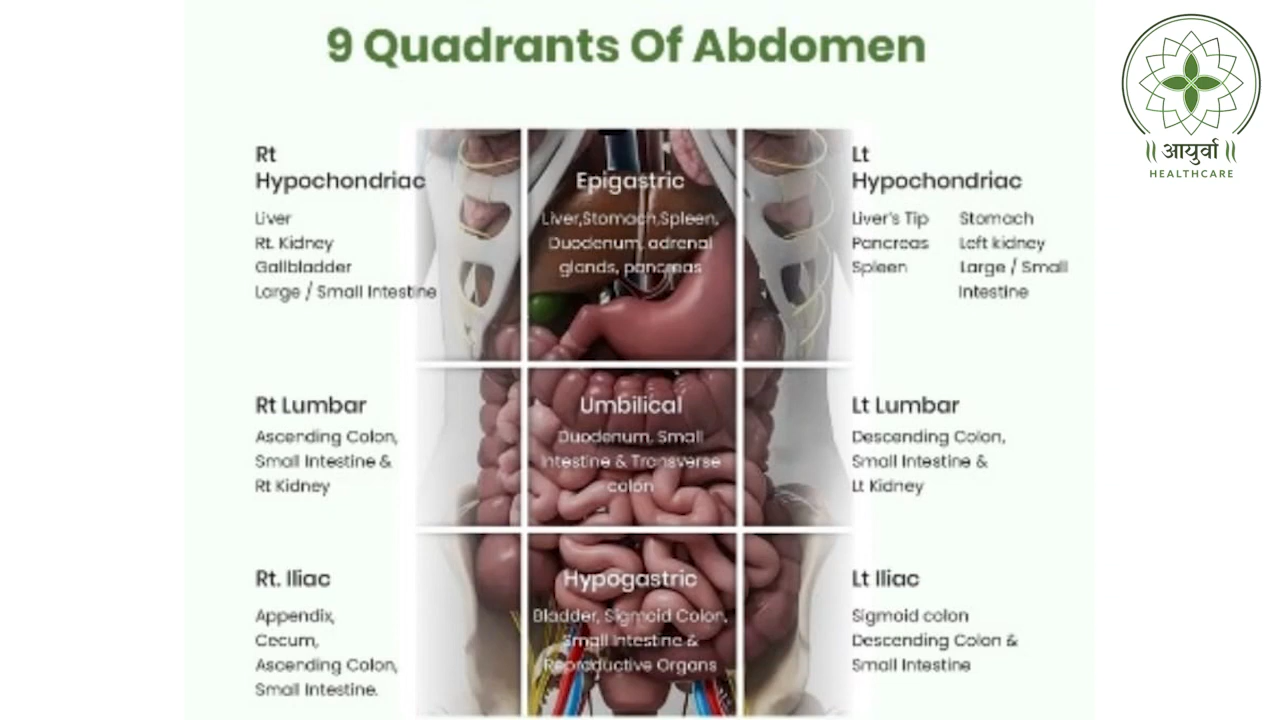 9 Quadrants Of Abdomen
|| आयुर्वा ||
HEALTHCARE
Rt
Hypochondriac
Liver
Rt. Kidney
Gallbladder
Large / Small Intestine
Epigastric
Liver,Stomach,Spleen,
Duodenum, adrenal
glands, pancreas
Lt
Hypochondriac
Liver's Tip
Pancreas
Spleen
Stomach
Left kidney
Large / Small
Intestine
Rt Lumbar
Ascending Colon,
Small Intestine &
Rt Kidney
Umbilical
Duodenum, Small
Intestine & Transverse
colon
Lt Lumbar
Descending Colon,
Small Intestine &
Lt Kidney
Rt. Iliac
Appendix,
Cecum,
Ascending Colon,
Small Intestine.
Hypogastric
Bladder, Sigmoid Colon,
Small Intestine &
Reproductive Organs
Lt Iliac
Sigmoid colon
Descending Colon &
Small Intestine